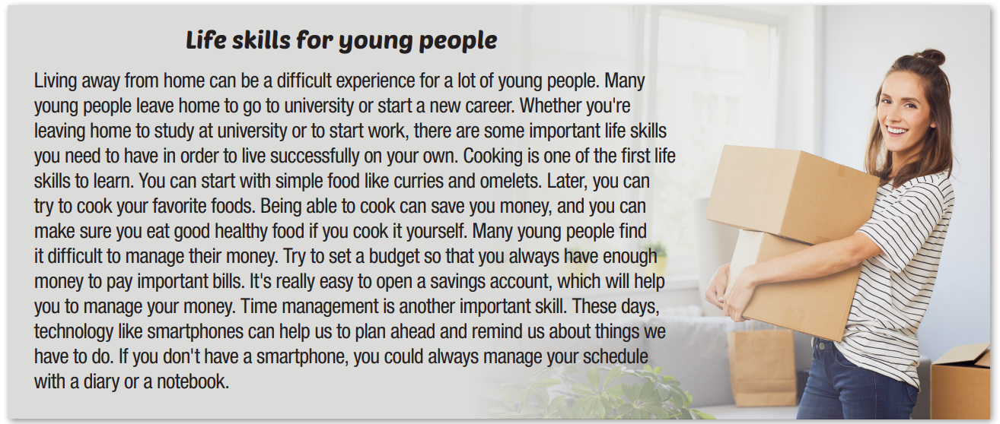 Life skills for young people
Living away from home can be a difficult experience for a lot of young people. Many
young people leave home to go to university or start a new career. Whether you're
leaving home to study at university or to start work, there are some important life skills
you need to have in order to live successfully on your own. Cooking is one of the first life
skills to learn. You can start with simple food like curries and omelets. Later, you can
try to cook your favorite foods. Being able to cook can save you money, and you can
make sure you eat good healthy food if you cook it yourself. Many young people find
it difficult to manage their money. Try to set a budget so that you always have enough
money to pay important bills. It's really easy to open a savings account, which will help
you to manage your money. Time management is another important skill. These days,
technology like smartphones can help us to plan ahead and remind us about things we
have to do. If you don't have a smartphone, you could always manage your schedule
with a diary or a notebook.